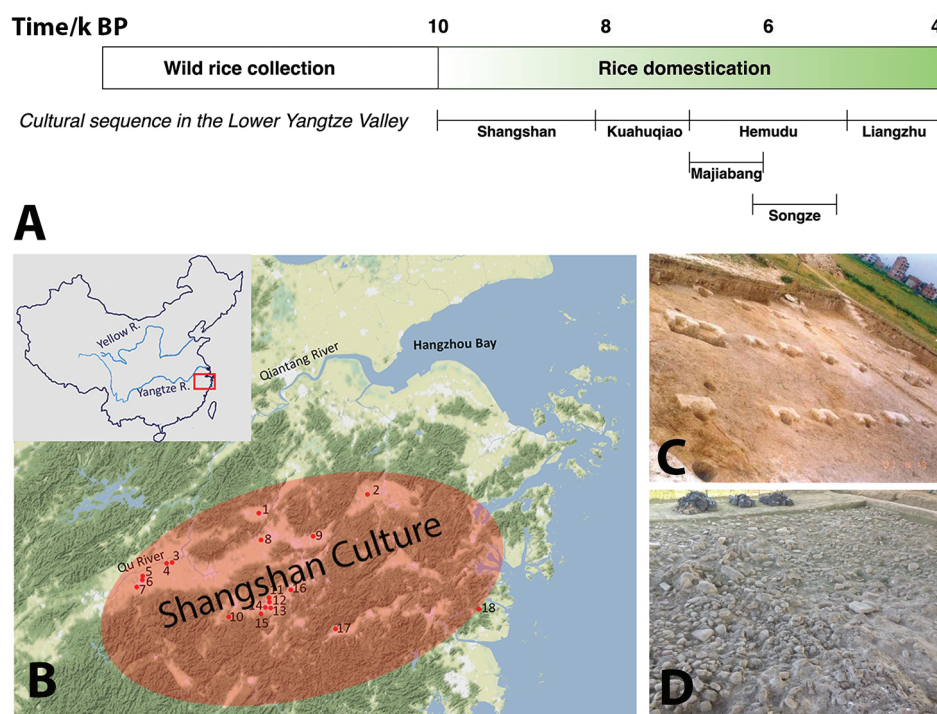 Time/k BP
10
8
6
4
Wild rice collection
Rice domestication
Cultural sequence in the Lower Yangtze Valley
Shangshan
Kuahuqiao
Hemudu
Liangzhu
Majiabang
Songze
A
Yellow R.
Yangtze R.
Qiantang River
Hangzhou Bay
2
1
8
9
Qu River
3
4
5
6
7
Shangshan Culture
11
16
12
14
13
10
15
17
18
B
C
D